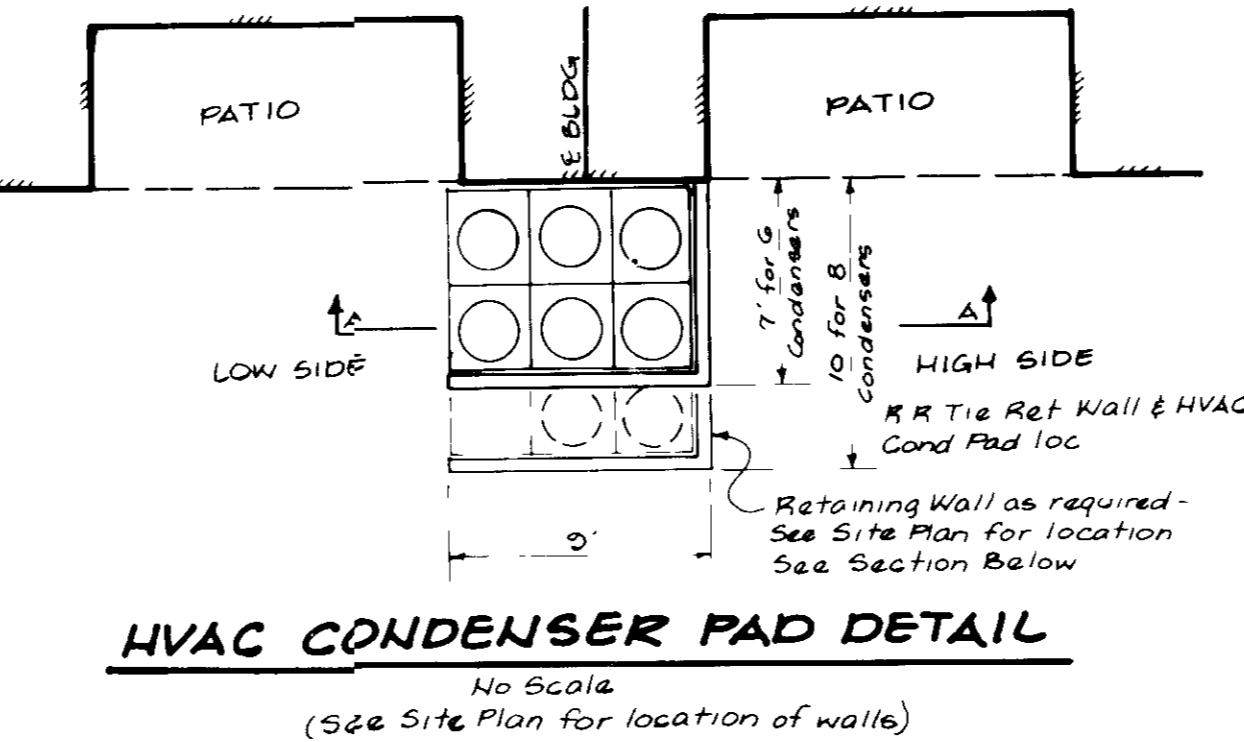 PATIO
℄ BLDG
PATIO
7' for 6
Condensers
10 for 8
Condensers
A
A
LOW SIDE
HIGH SIDE
R R Tie Ret Wall & HVAC
Cond Pad loc
Retaining Wall as required -
See Site Plan for location
See Section Below
9'
HVAC CONDENSER PAD DETAIL
No Scale
(See Site Plan for location of walls)